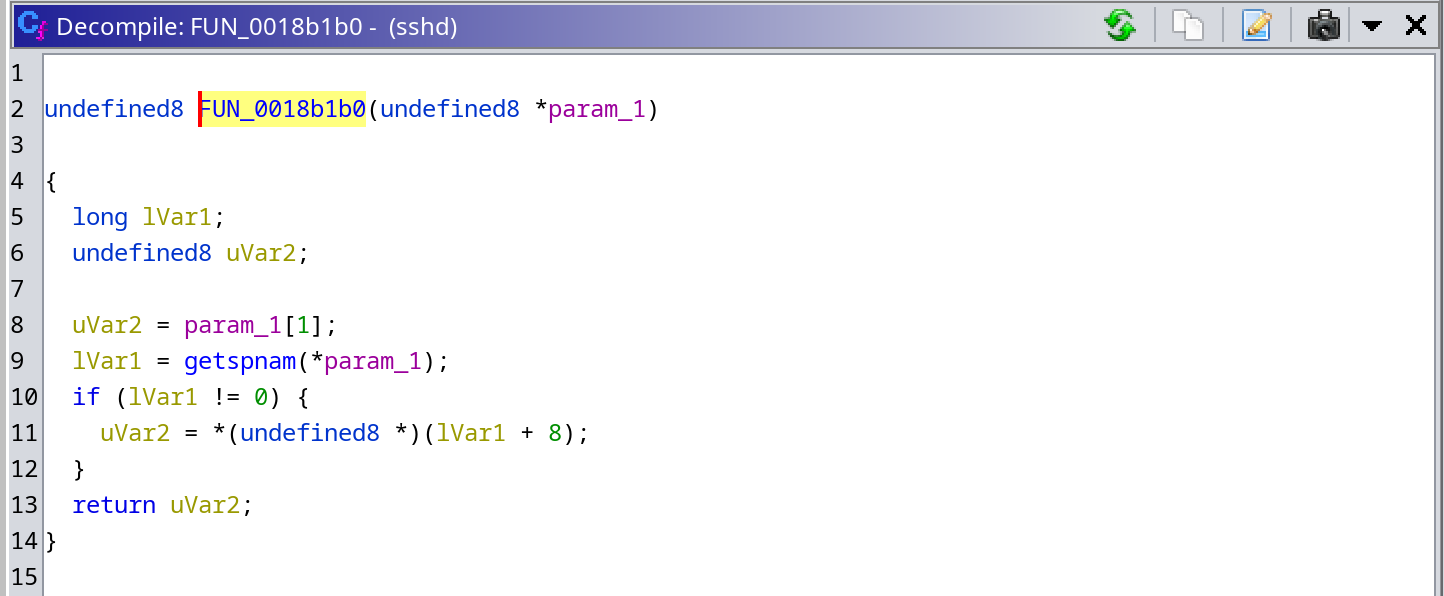 Decompile: FUN_0018b1b0 - (sshd)
1
2 undefined8 FUN_0018b1b0(undefined8 *param_1)
3
4 {
5 long lVar1;
6 undefined8 uVar2;
7
8 uVar2 = param_1[1];
9 lVar1 = getspnam(*param_1);
10 if (lVar1 != 0) {
11 uVar2 = *(undefined8 *)(lVar1 + 8);
12 }
13 return uVar2;
14 }
15